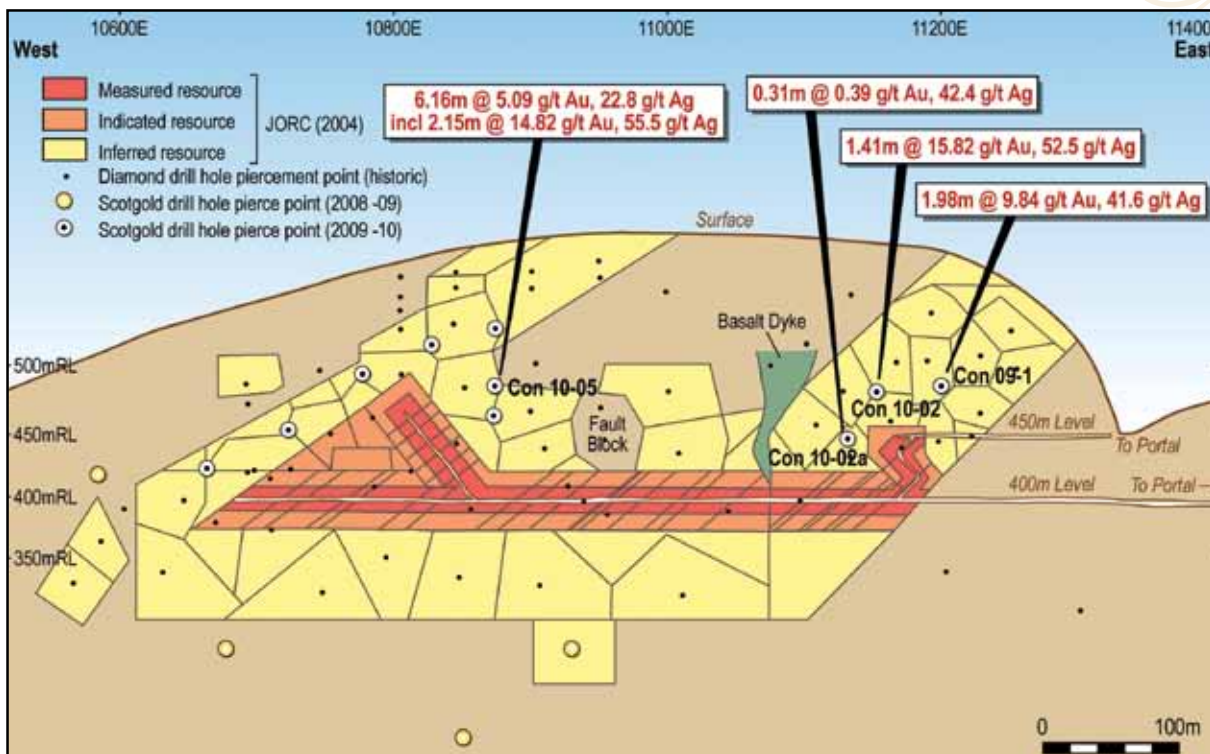 10600E 10800E 11000E 11200E 11400
West East
Measured resource
Indicated resource
Inferred resource
JORC (2004)
Diamond drill hole piercement point (historic)
Scotgold drill hole pierce point (2008 -09)
Scotgold drill hole pierce point (2009 -10)
6.16m @ 5.09 g/t Au, 22.8 g/t Ag
incl 2.15m @ 14.82 g/t Au, 55.5 g/t Ag
0.31m @ 0.39 g/t Au, 42.4 g/t Ag
1.41m @ 15.82 g/t Au, 52.5 g/t Ag
1.98m @ 9.84 g/t Au, 41.6 g/t Ag
Surface
Basalt Dyke
500mRL
Con 10-05
Con 09-1
Con 10-02
450mRL
Fault
Block
450m Level
To Portal
Con 10-02a
400mRL
400m Level
To Portal
350mRL
0 100m